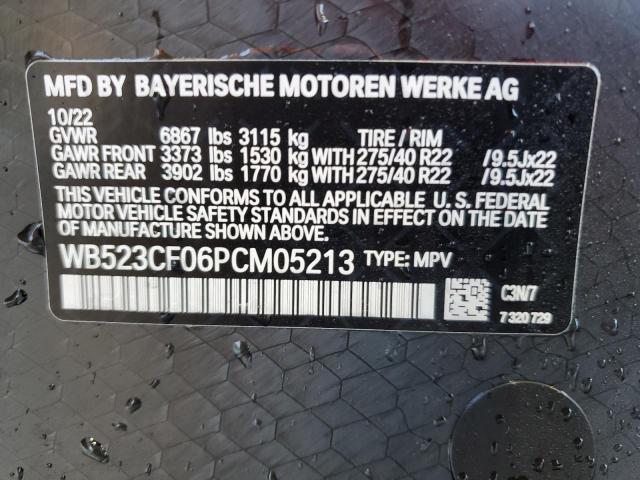 MFD BY BAYERISCHE MOTOREN WERKE AG
10/22
GVWR 6867 lbs 3115 kg TIRE / RIM
GAWR FRONT 3373 lbs 1530 kg WITH 275/40 R22 /9.5Jx22
GAWR REAR 3902 lbs 1770 kg WITH 275/40 R22 /9.5Jx22
THIS VEHICLE CONFORMS TO ALL APPLICABLE U. S. FEDERAL
MOTOR VEHICLE SAFETY STANDARDS IN EFFECT ON THE DATE
OF MANUFACTURE SHOWN ABOVE.
WB523CF06PCM05213 TYPE: MPV
C3N/7
7 320 729